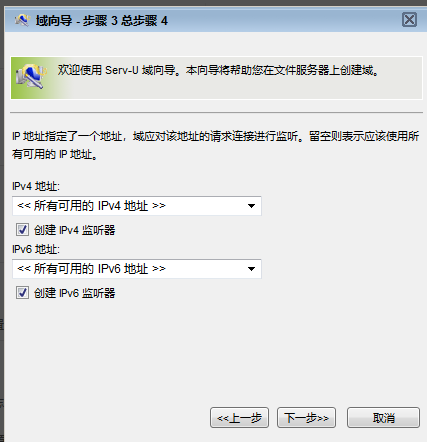 域向导 - 步骤 3 总步骤 4
欢迎使用 Serv-U 域向导。本向导将帮助您在文件服务器上创建域。
IP 地址指定了一个地址，域应对该地址的请求连接进行监听。留空则表示应该使用所
有可用的 IP 地址。
IPv4 地址:
<< 所有可用的 IPv4 地址 >>
创建 IPv4 监听器
IPv6 地址:
<< 所有可用的 IPv6 地址 >>
创建 IPv6 监听器
<<上一步 下一步>> 取消